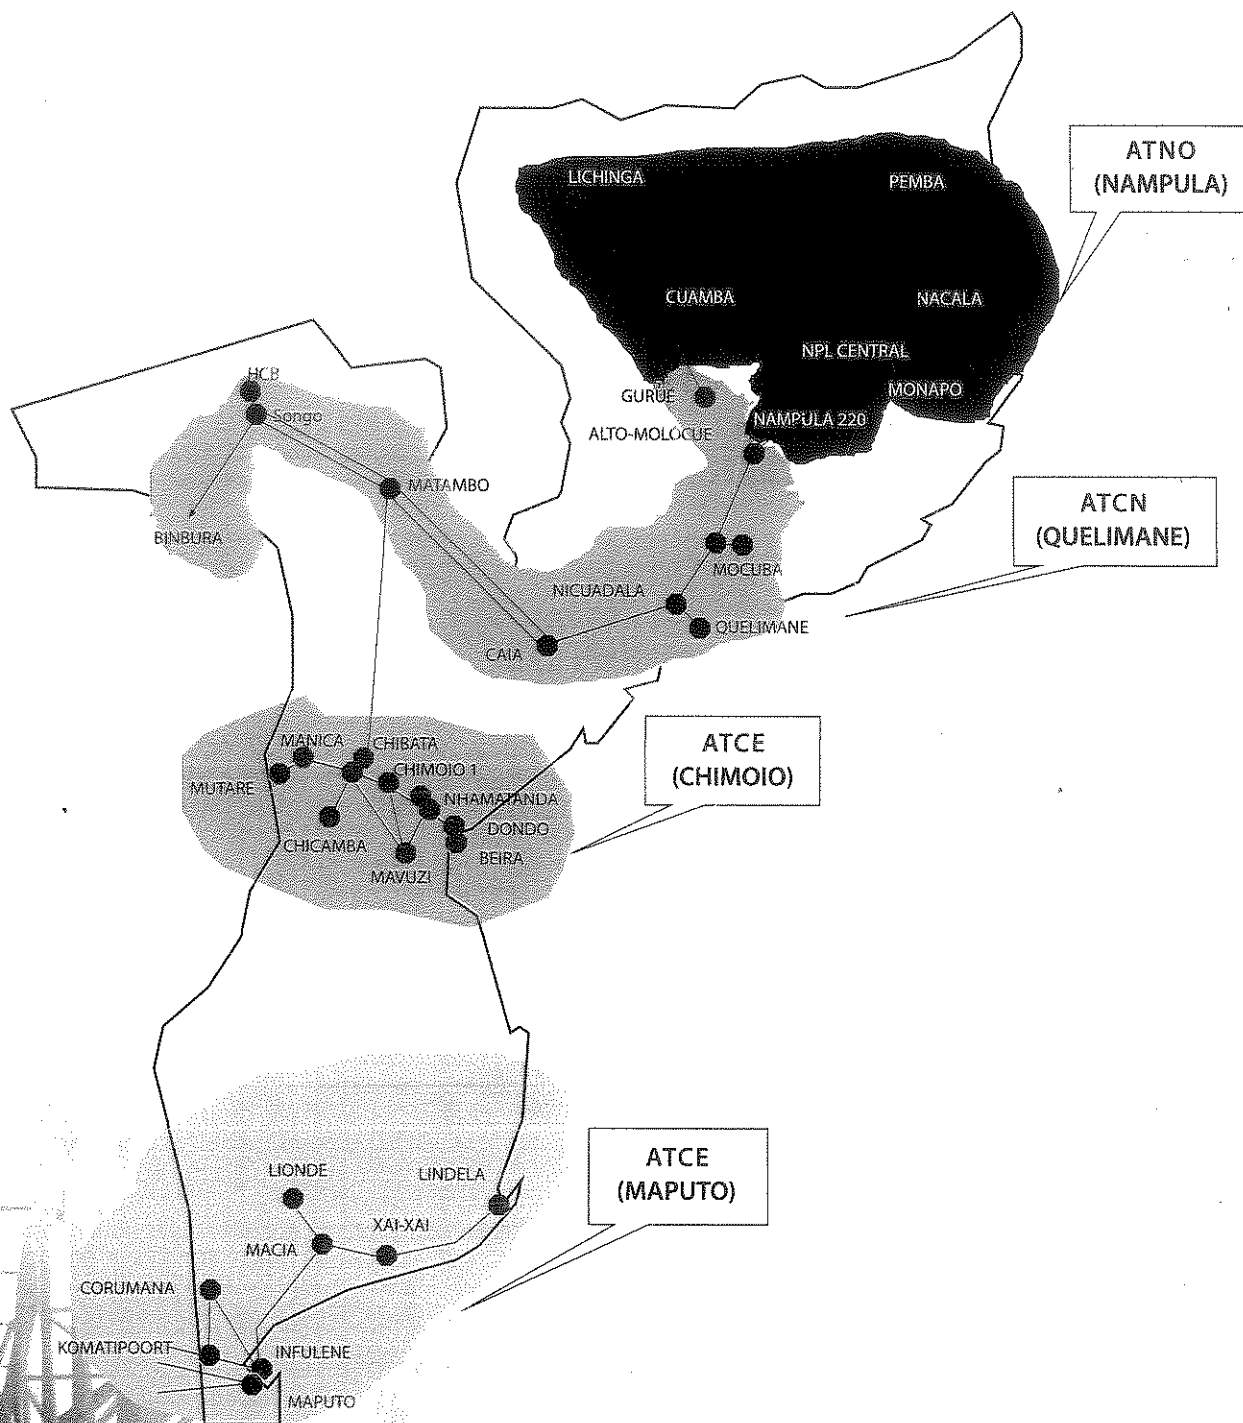 ATNO
(NAMPULA)
LICHINGA
PEMBA
CUAMBA
NACALA
NPL CENTRAL
MONAPO
HCB
GURÚE
Songo
NAMPULA 220
ALTO-MOLOCUE
MATAMBO
ATCN
(QUELIMANE)
BINBURA
MOCUBA
NICUADALA
QUELIMANE
CAIA
ATCE
(CHIMOIO)
MANICA
CHIBATA
CHIMOIO 1
MUTARE
NHAMATANDA
DONDO
CHICAMBA
BEIRA
MAVUZI
ATCE
(MAPUTO)
LIONDE
LINDELA
XAI-XAI
MACIA
CORUMANA
KOMATIPOORT
INFULENE
MAPUTO